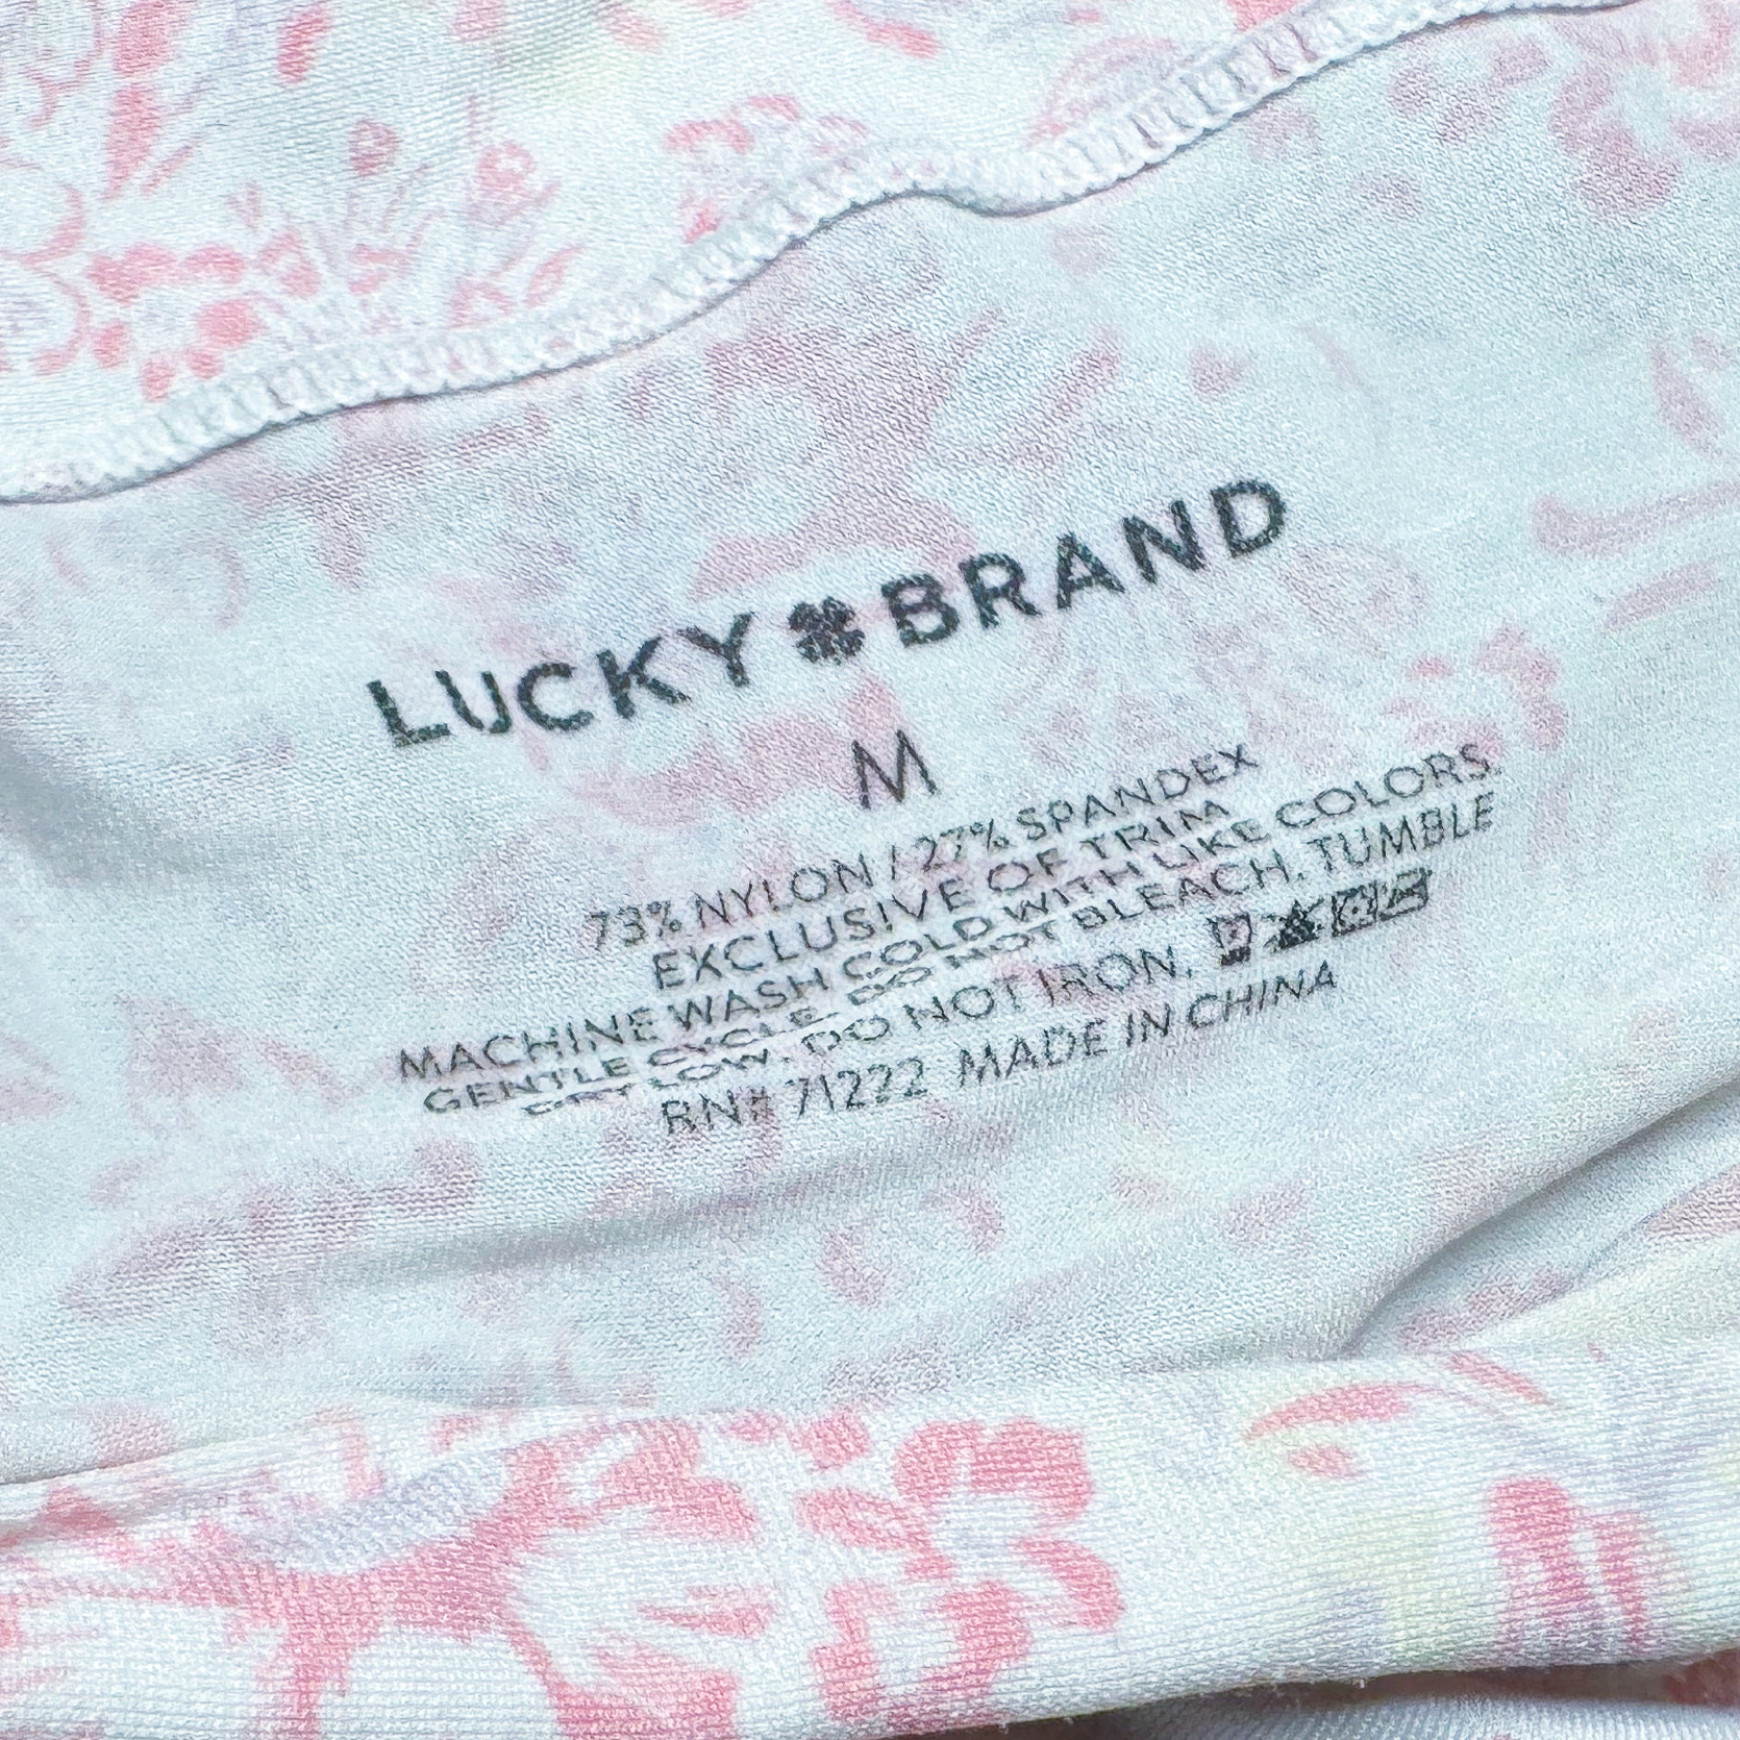 LUCKY BRAND
M
73% NYLON / 27% SPANDEX
EXCLUSIVE OF TRIM
MACHINE WASH COLD WITH LIKE COLORS.
GENTLE CYCLE. DO NOT BLEACH. TUMBLE
DRY LOW. DO NOT IRON.
RN# 71222 MADE IN CHINA